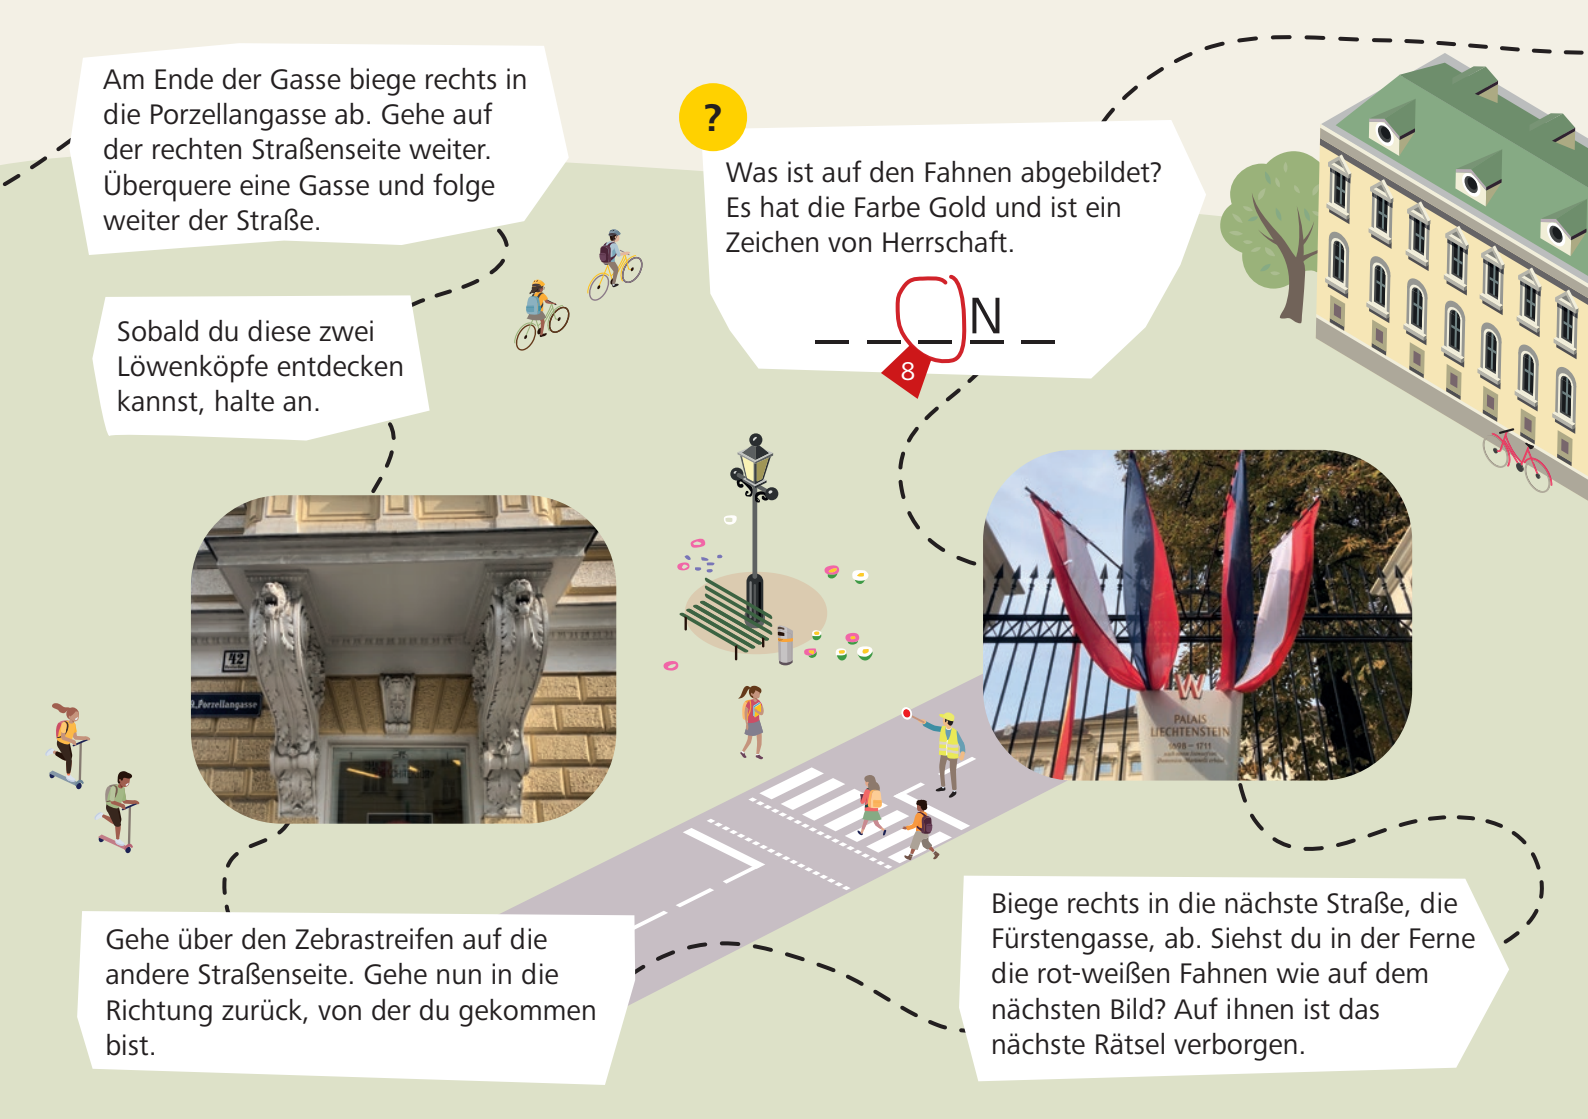 Am Ende der Gasse biege rechts in
die Porzellangasse ab. Gehe auf
der rechten Straßenseite weiter.
Überquere eine Gasse und folge
weiter der Straße.
Sobald du diese zwei
Löwenköpfe entdecken
kannst, halte an.
42
9., Porzellangasse
Gehe über den Zebrastreifen auf die
andere Straßenseite. Gehe nun in die
Richtung zurück, von der du gekommen
bist.
Biege rechts in die nächste Straße, die
Fürstengasse, ab. Siehst du in der Ferne
die rot-weißen Fahnen wie auf dem
nächsten Bild? Auf ihnen ist das
nächste Rätsel verborgen.
W
PALAIS
LIECHTENSTEIN
1698 – 1711
?
Was ist auf den Fahnen abgebildet?
Es hat die Farbe Gold und ist ein
Zeichen von Herrschaft.
_ _ _ N _
8